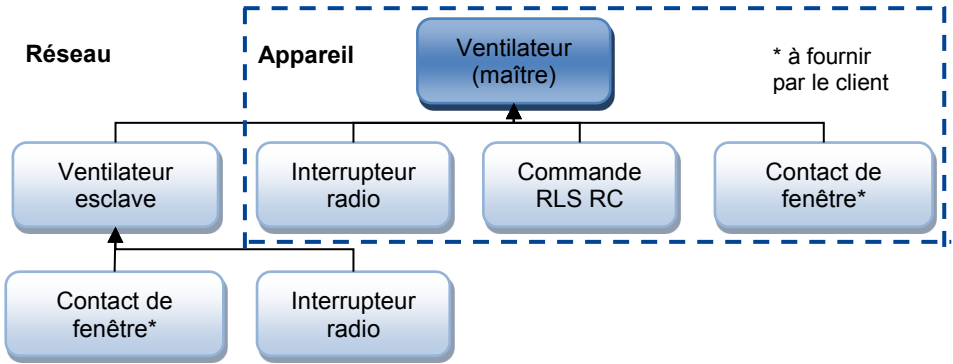 Réseau
Appareil
Ventilateur
(maître)
* à fournir
par le client
Ventilateur
esclave
Interrupteur
radio
Commande
RLS RC
Contact de
fenêtre*
Contact de
fenêtre*
Interrupteur
radio